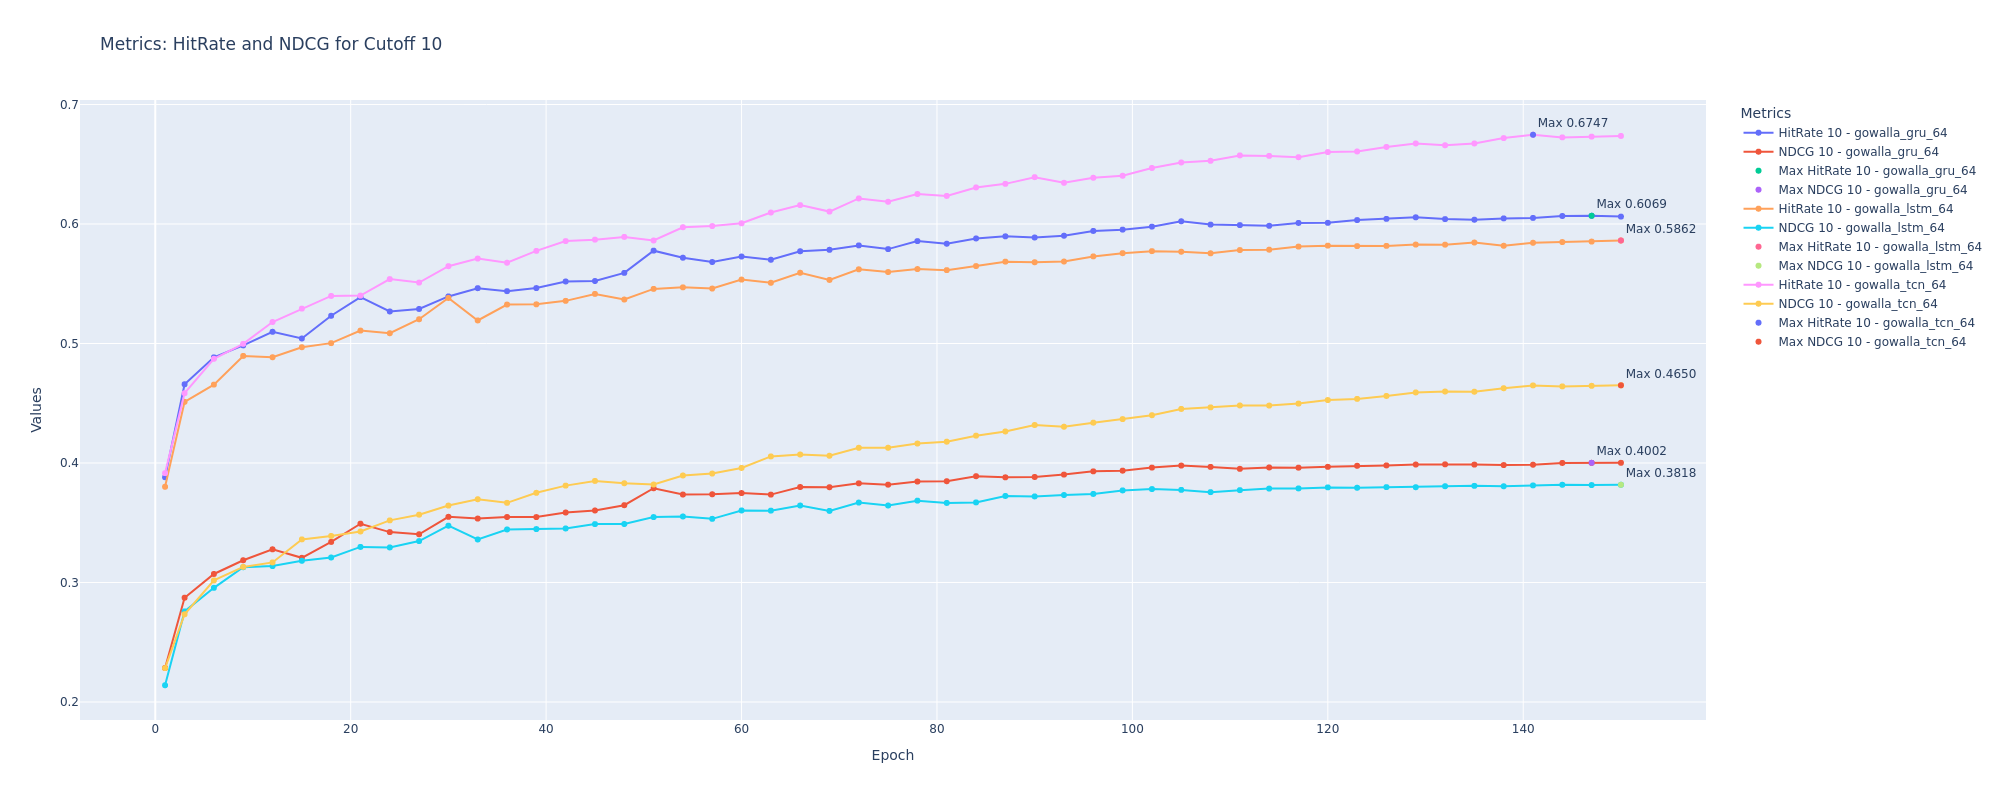 Metrics: HitRate and NDCG for Cutoff 10
Metrics
HitRate 10 - gowalla_gru_64
NDCG 10 - gowalla_gru_64
Max HitRate 10 - gowalla_gru_64
Max NDCG 10 - gowalla_gru_64
HitRate 10 - gowalla_lstm_64
NDCG 10 - gowalla_lstm_64
Max HitRate 10 - gowalla_lstm_64
Max NDCG 10 - gowalla_lstm_64
HitRate 10 - gowalla_tcn_64
NDCG 10 - gowalla_tcn_64
Max HitRate 10 - gowalla_tcn_64
Max NDCG 10 - gowalla_tcn_64
Max 0.6747
Max 0.6069
Max 0.5862
Max 0.4650
Max 0.4002
Max 0.3818
Values
0.7
0.6
0.5
0.4
0.3
0.2
0 20 40 60 80 100 120 140
Epoch